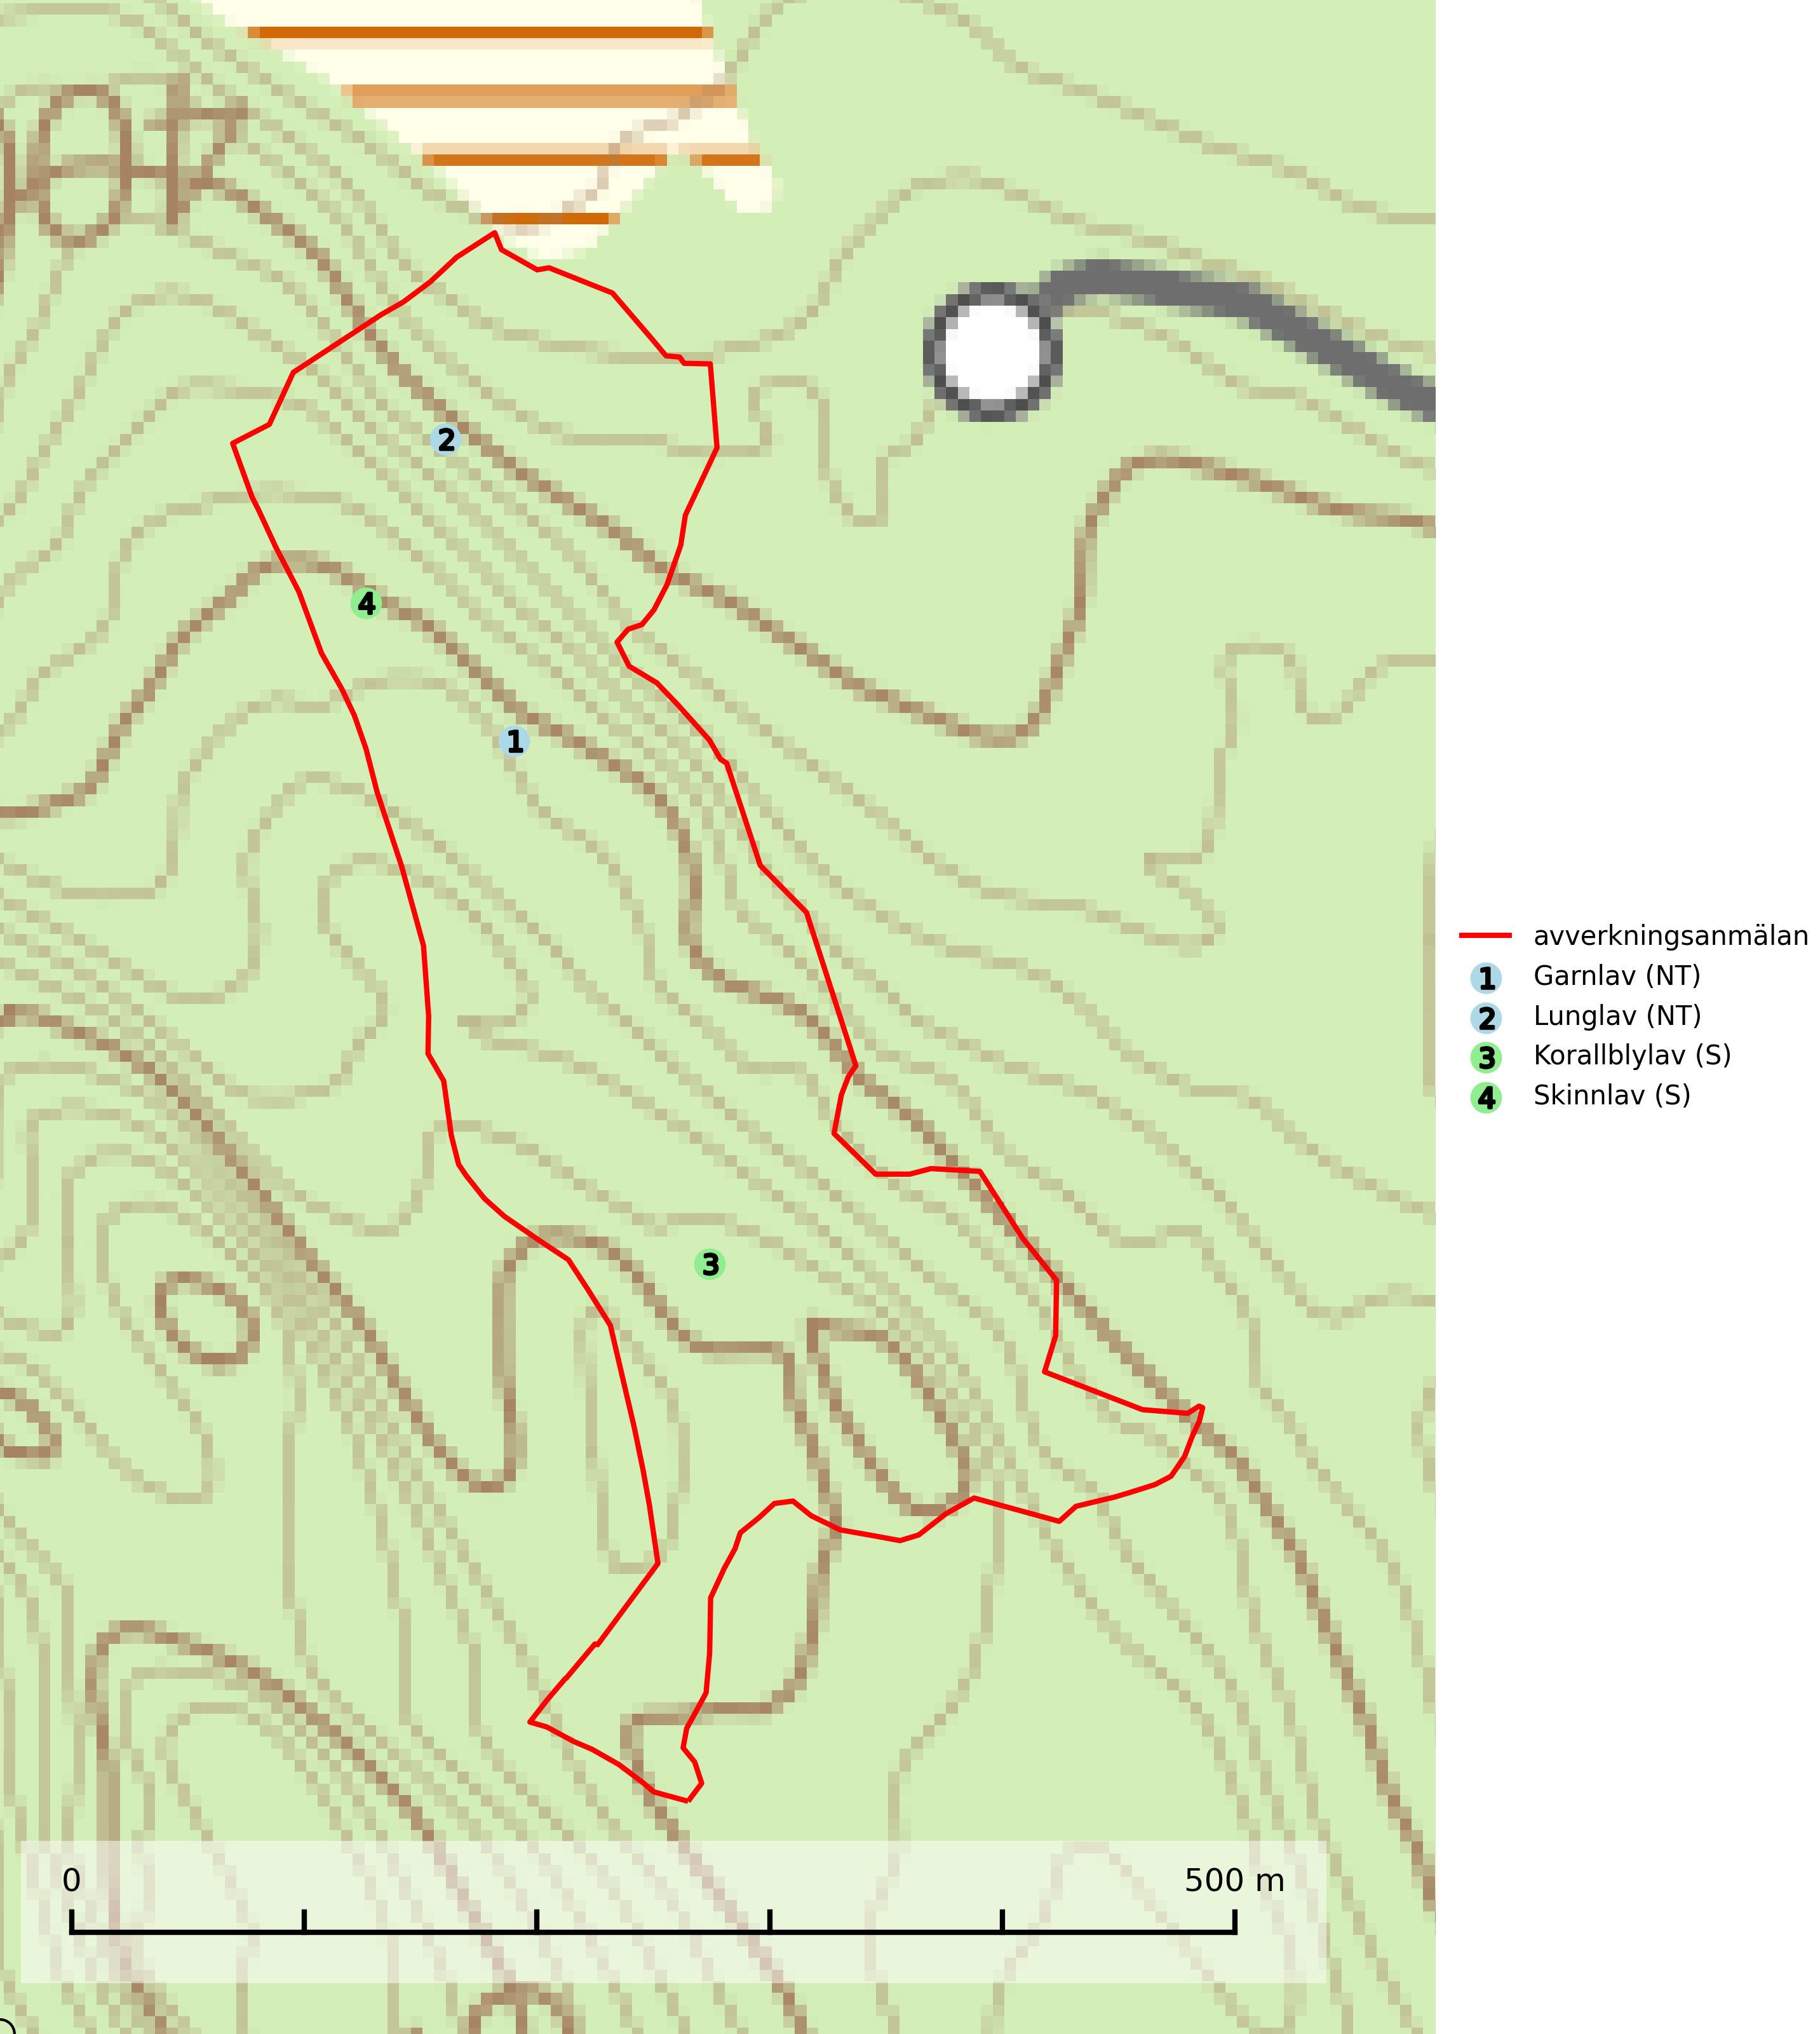 2
4
1
3
avverkningsanmälan
1 Garnlav (NT)
2 Lunglav (NT)
3 Korallblylav (S)
4 Skinnlav (S)
0 500 m